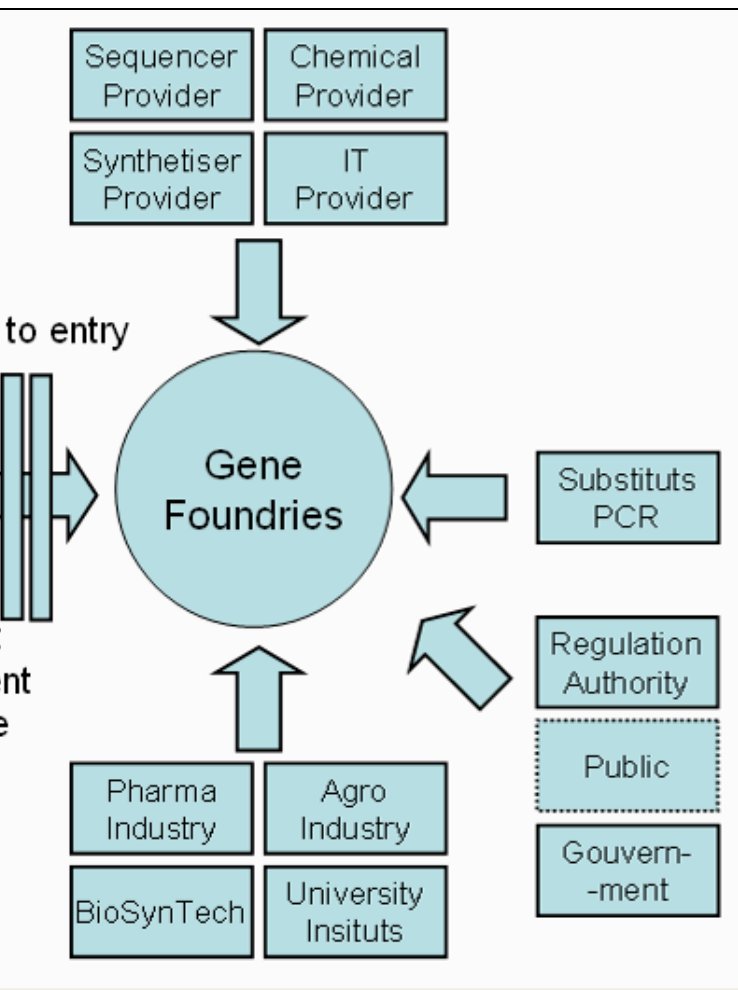 Sequencer
Provider
Chemical
Provider
Synthetiser
Provider
IT
Provider
to entry
Gene
Foundries
Substituts
PCR
Regulation
Authority
Public
Gouvern-
-ment
Pharma
Industry
Agro
Industry
BioSynTech
University
Insituts